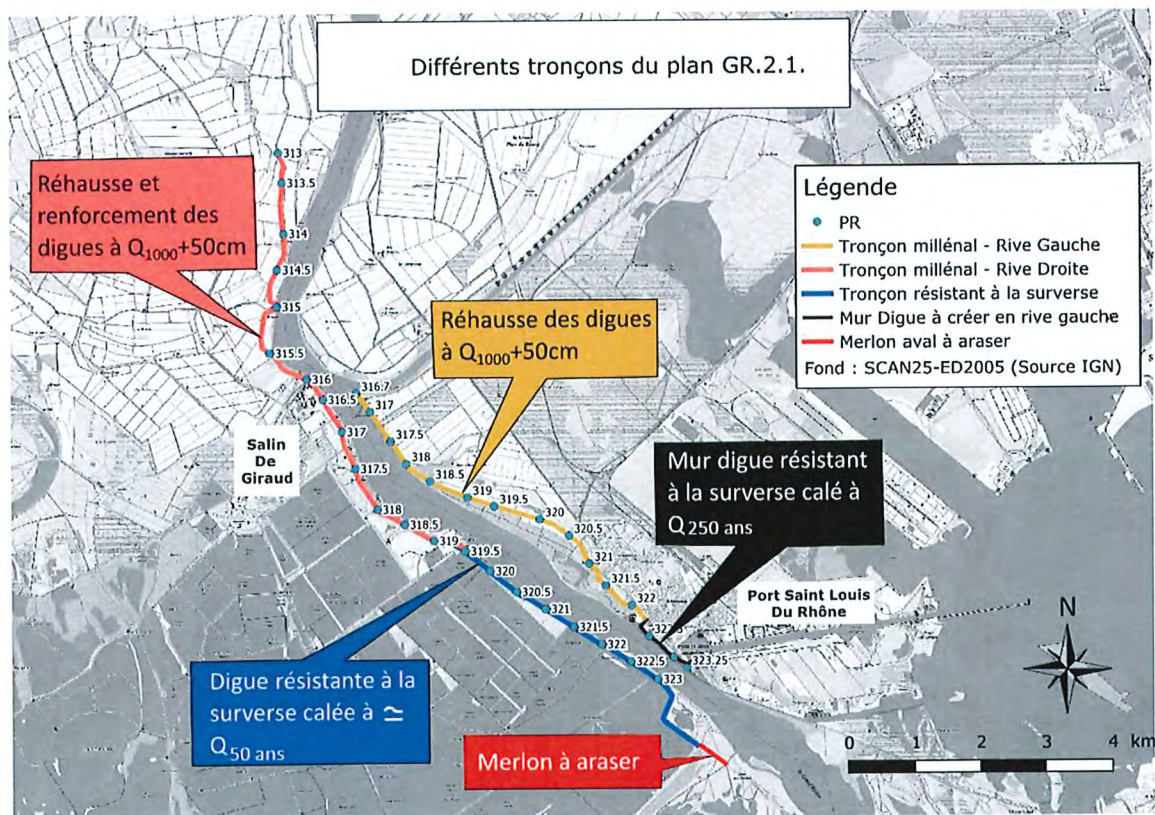 Différents tronçons du plan GR.2.1.
Réhausse et
renforcement des
digues à Q1000+50cm
Légende
PR
Tronçon millénal - Rive Gauche
Tronçon millénal - Rive Droite
Tronçon résistant à la surverse
Mur Digue à créer en rive gauche
Merlon aval à araser
Fond : SCAN25-ED2005 (Source IGN)
Réhausse des digues
à Q1000+50cm
Salin
De
Giraud
Mur digue résistant
à la surverse calé à
Q250 ans
Port Saint Louis
Du Rhône
N
Digue résistante à la
surverse calée à ≃
Q50 ans
Merlon à araser
0 1 2 3 4 km
313
313.5
314
314.5
315
315.5
316
316.5
317
317.5
318
318.5
319
319.5
320
320.5
321
321.5
322
322.5
323
316.7
317
317.5
318
318.5
319
319.5
320
320.5
321
321.5
322
323.25